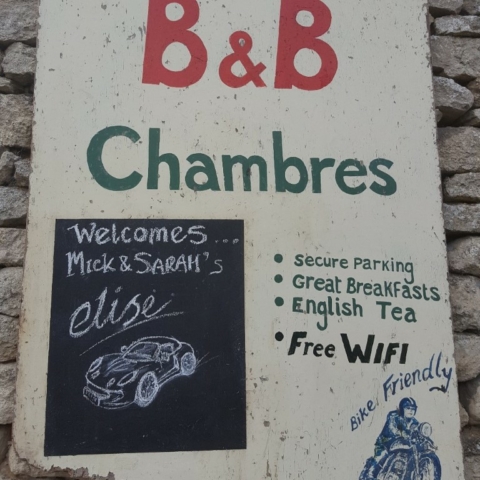 B & B
Chambres
Welcomes...
Mick & SARAH's
elise
• Secure Parking
• Great BreakFasts
• English Tea
• Free WIFI
Bike Friendly